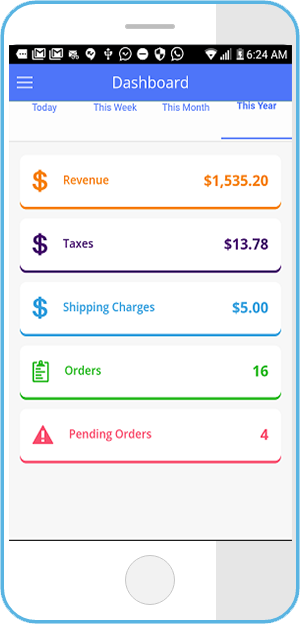 6:24 AM
Dashboard
Today This Week This Month This Year
Revenue $1,535.20
Taxes $13.78
Shipping Charges $5.00
Orders 16
Pending Orders 4